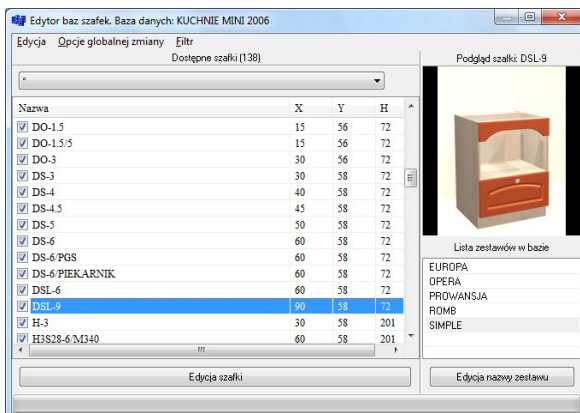 Edytor baz szafek. Baza danych: KUCHNIE MINI 2006
Edycja Opcje globalnej zmiany Filtr
Dostępne szafki (138)
*
Nazwa X Y H
DO-1.5 15 56 72
DO-1.5/5 15 56 72
DO-3 30 56 72
DS-3 30 58 72
DS-4 40 58 72
DS-4.5 45 58 72
DS-5 50 58 72
DS-6 60 58 72
DS-6/PGS 60 58 72
DS-6/PIEKARNIK 60 58 72
DSL-6 60 58 72
DSL-9 90 58 72
H-3 30 58 201
H3S28-6/M340 60 58 201
Edycja szafki
Podgląd szafki: DSL-9
Lista zestawów w bazie
EUROPA
OPERA
PROWANSJA
ROMB
SIMPLE
Edycja nazwy zestawu